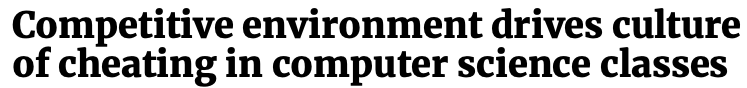 Competitive environment drives culture
of cheating in computer science classes